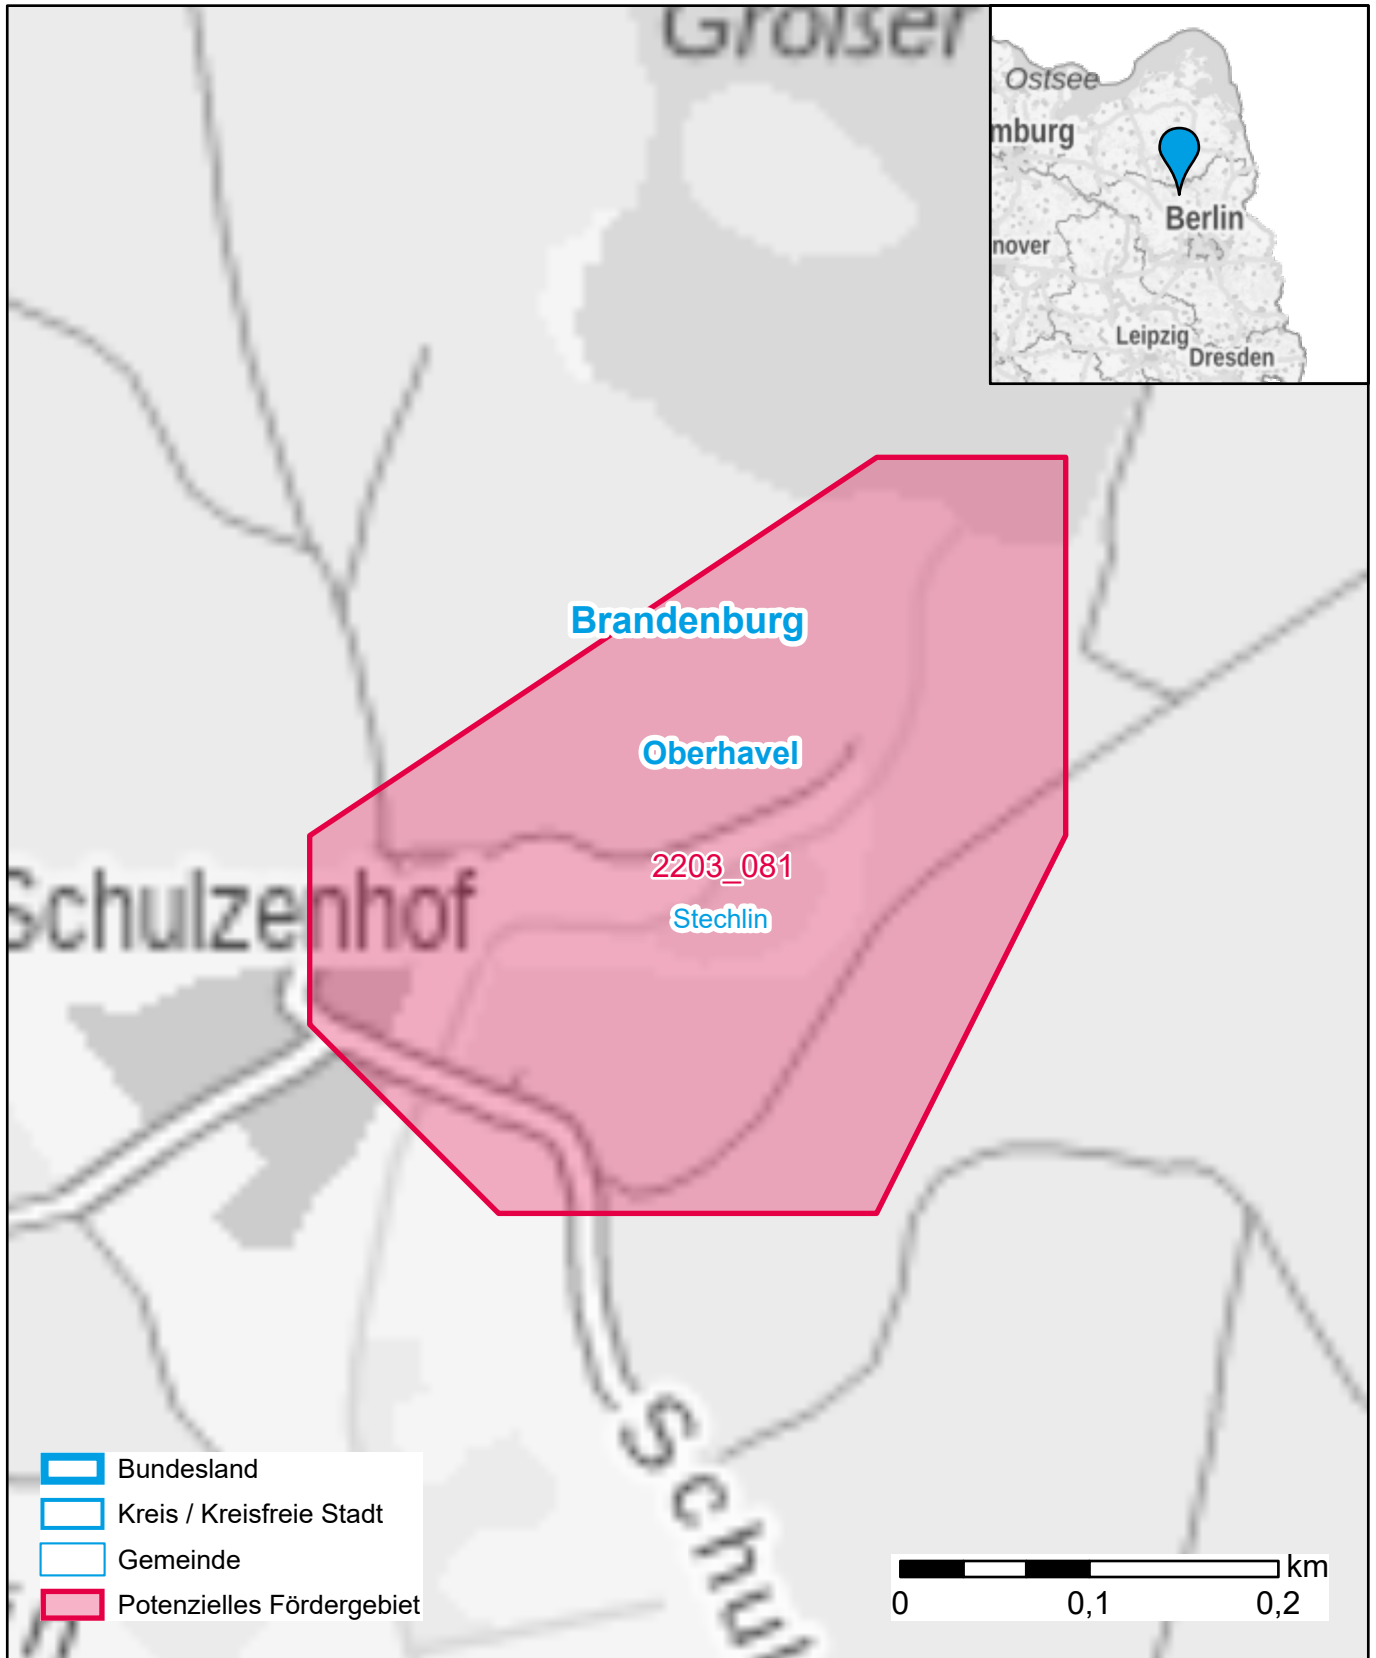 Großer
Ostsee
mburg
Berlin
nover
Leipzig
Dresden
Brandenburg
Oberhavel
2203_081
Stechlin
Schulzenhof
Schul
Bundesland
Kreis / Kreisfreie Stadt
Gemeinde
Potenzielles Fördergebiet
km
0 0,1 0,2